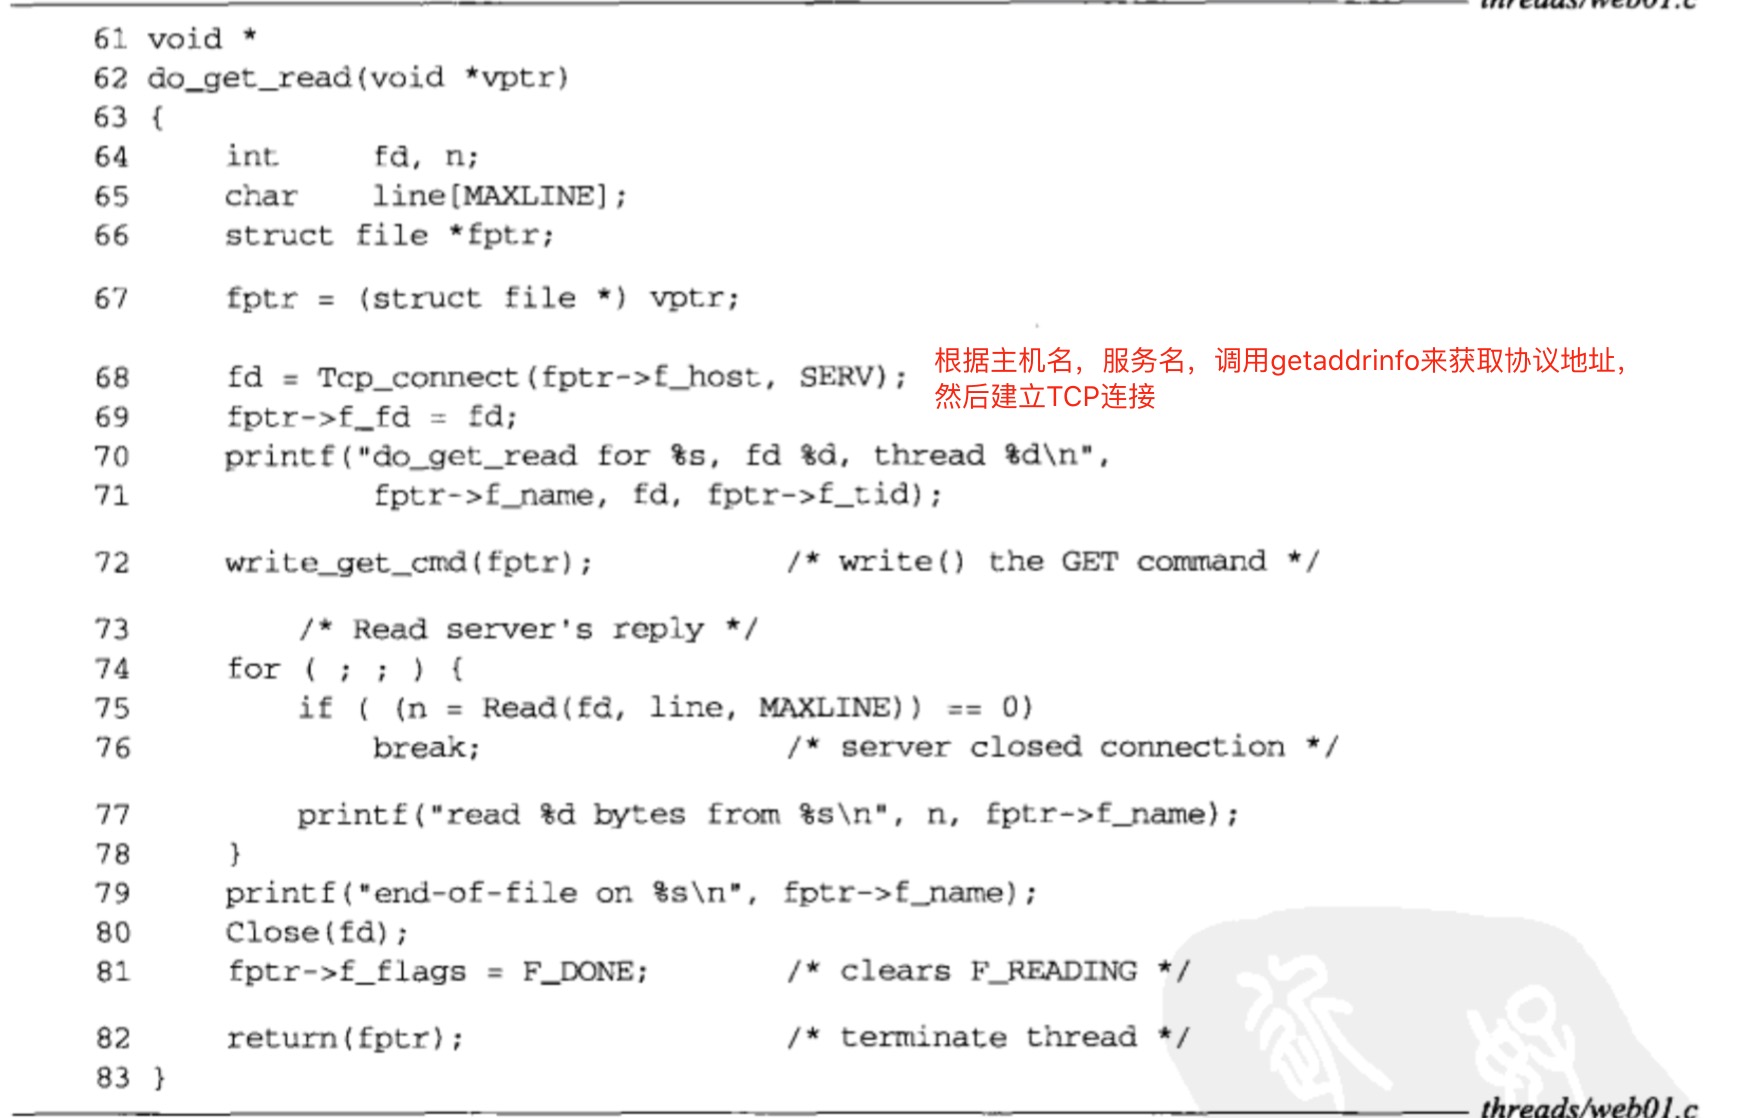 threads/web01.c
61 void *
62 do_get_read(void *vptr)
63 {
64 int fd, n;
65 char line[MAXLINE];
66 struct file *fptr;
67 fptr = (struct file *) vptr;
68 fd = Tcp_connect(fptr->f_host, SERV);
根据主机名，服务名，调用getaddrinfo来获取协议地址，
然后建立TCP连接
69 fptr->f_fd = fd;
70 printf("do_get_read for %s, fd %d, thread %d\n",
71 fptr->f_name, fd, fptr->f_tid);
72 write_get_cmd(fptr); /* write() the GET command */
73 /* Read server's reply */
74 for ( ; ; ) {
75 if ( (n = Read(fd, line, MAXLINE)) == 0)
76 break; /* server closed connection */
77 printf("read %d bytes from %s\n", n, fptr->f_name);
78 }
79 printf("end-of-file on %s\n", fptr->f_name);
80 Close(fd);
81 fptr->f_flags = F_DONE; /* clears F_READING */
82 return(fptr); /* terminate thread */
83 }
threads/web01.c